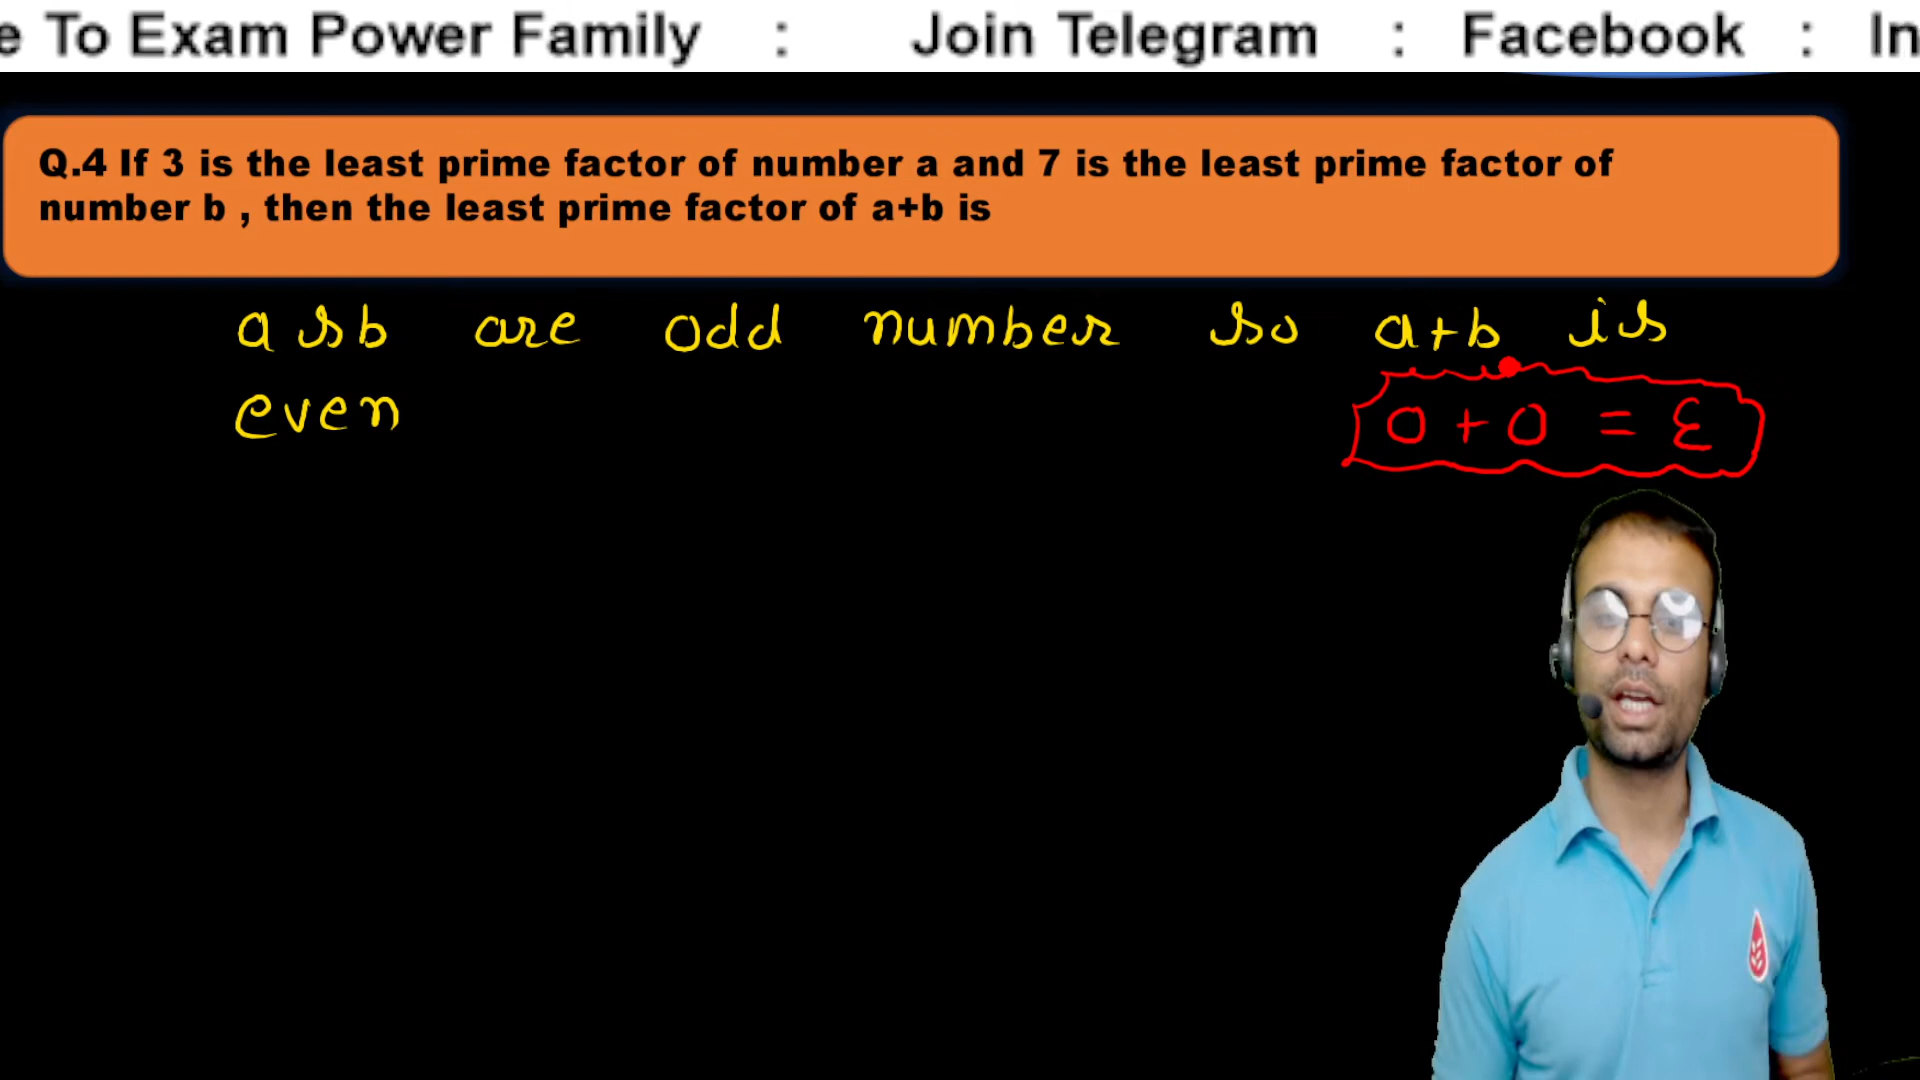 e To Exam Power Family : Join Telegram : Facebook : In
Q.4 If 3 is the least prime factor of number a and 7 is the least prime factor of
number b , then the least prime factor of a+b is
a & b are odd number so a+b is
even
O + O = E